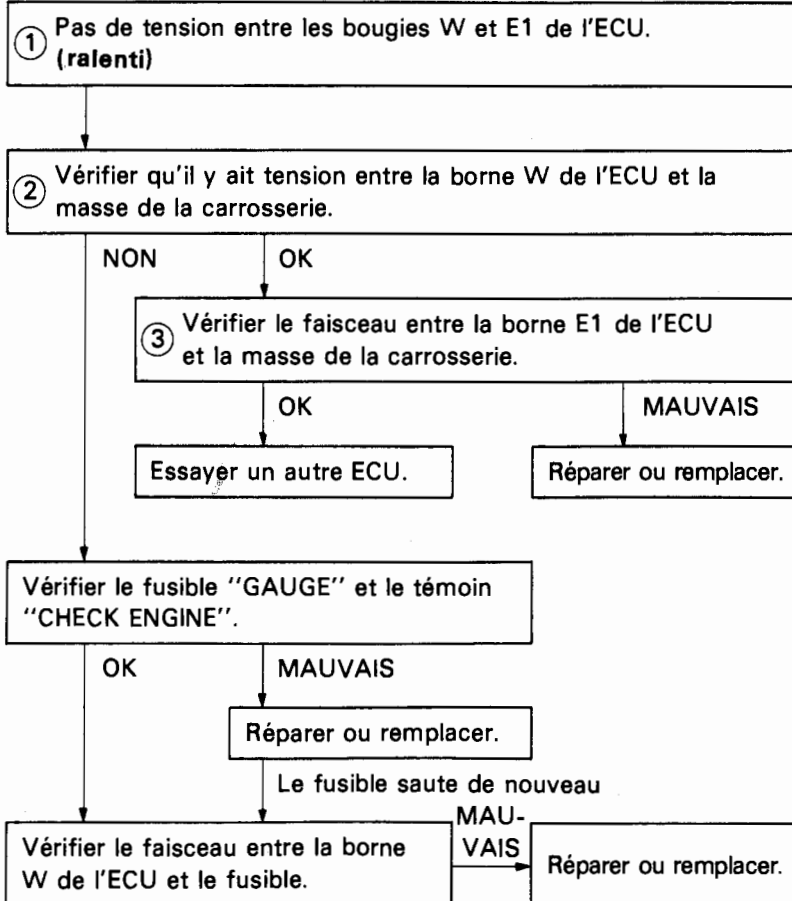 ① Pas de tension entre les bougies W et E1 de l'ECU.
(ralenti)
② Vérifier qu'il y ait tension entre la borne W de l'ECU et la
masse de la carrosserie.
NON
OK
③ Vérifier le faisceau entre la borne E1 de l'ECU
et la masse de la carrosserie.
OK
MAUVAIS
Essayer un autre ECU.
Réparer ou remplacer.
Vérifier le fusible "GAUGE" et le témoin
"CHECK ENGINE".
OK
MAUVAIS
Réparer ou remplacer.
Le fusible saute de nouveau
Vérifier le faisceau entre la borne
W de l'ECU et le fusible.
MAU-
VAIS
Réparer ou remplacer.